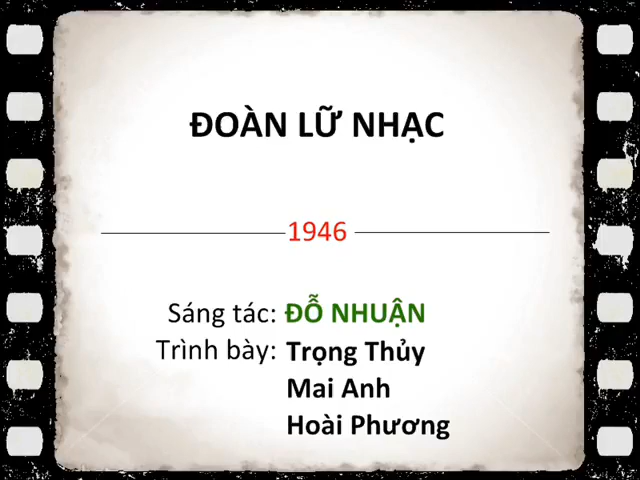 ĐOÀN LỮ NHẠC
1946
Sáng tác: ĐỖ NHUẬN
Trình bày: Trọng Thủy
Mai Anh
Hoài Phương